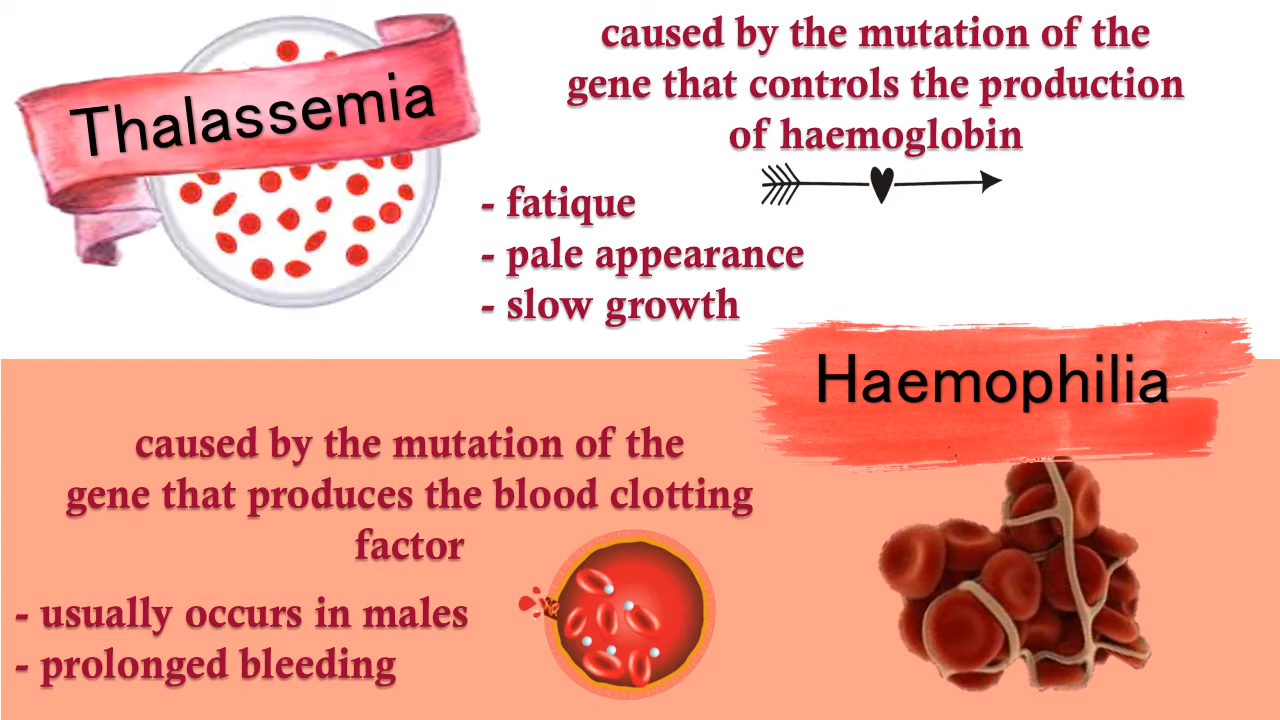 Thalassemia
caused by the mutation of the
gene that controls the production
of haemoglobin
- fatique
- pale appearance
- slow growth
Haemophilia
caused by the mutation of the
gene that produces the blood clotting
factor
- usually occurs in males
- prolonged bleeding